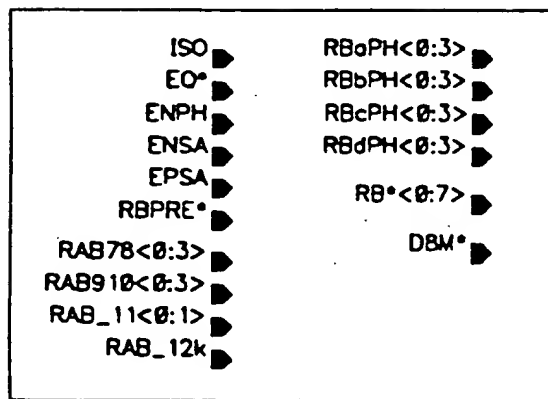 ISO
EQ*
ENPH
ENSA
EPSA
RBPRE*
RAB78<0:3>
RAB910<0:3>
RAB_11<0:1>
RAB_12k
RBaPH<0:3>
RBbPH<0:3>
RBcPH<0:3>
RBdPH<0:3>
RB*<0:7>
DBM*